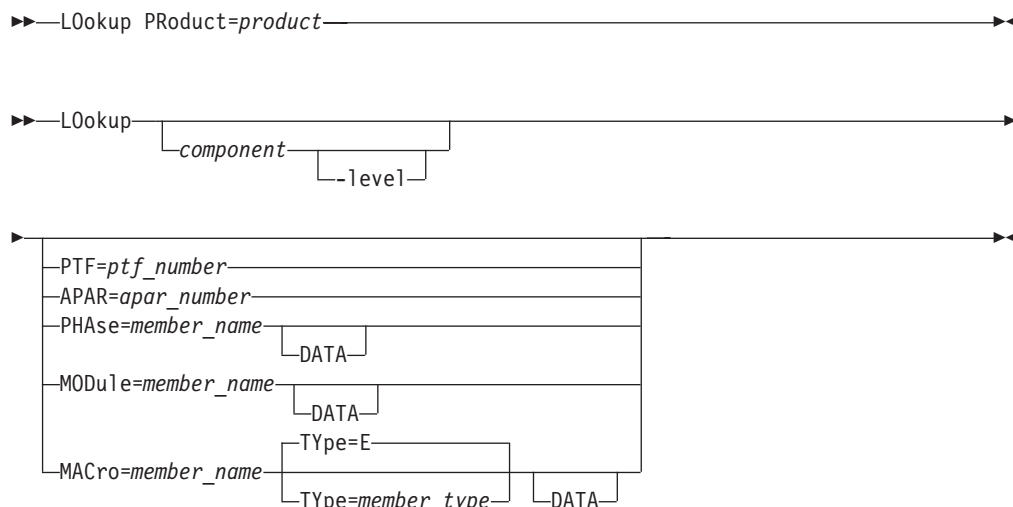 LOokup PRoduct=product
LOokup
component
-level
PTF=ptf_number
APAR=apar_number
PHAse=member_name
DATA
MODule=member_name
DATA
TYpe=E
MACro=member_name
TYpe=member_type
DATA